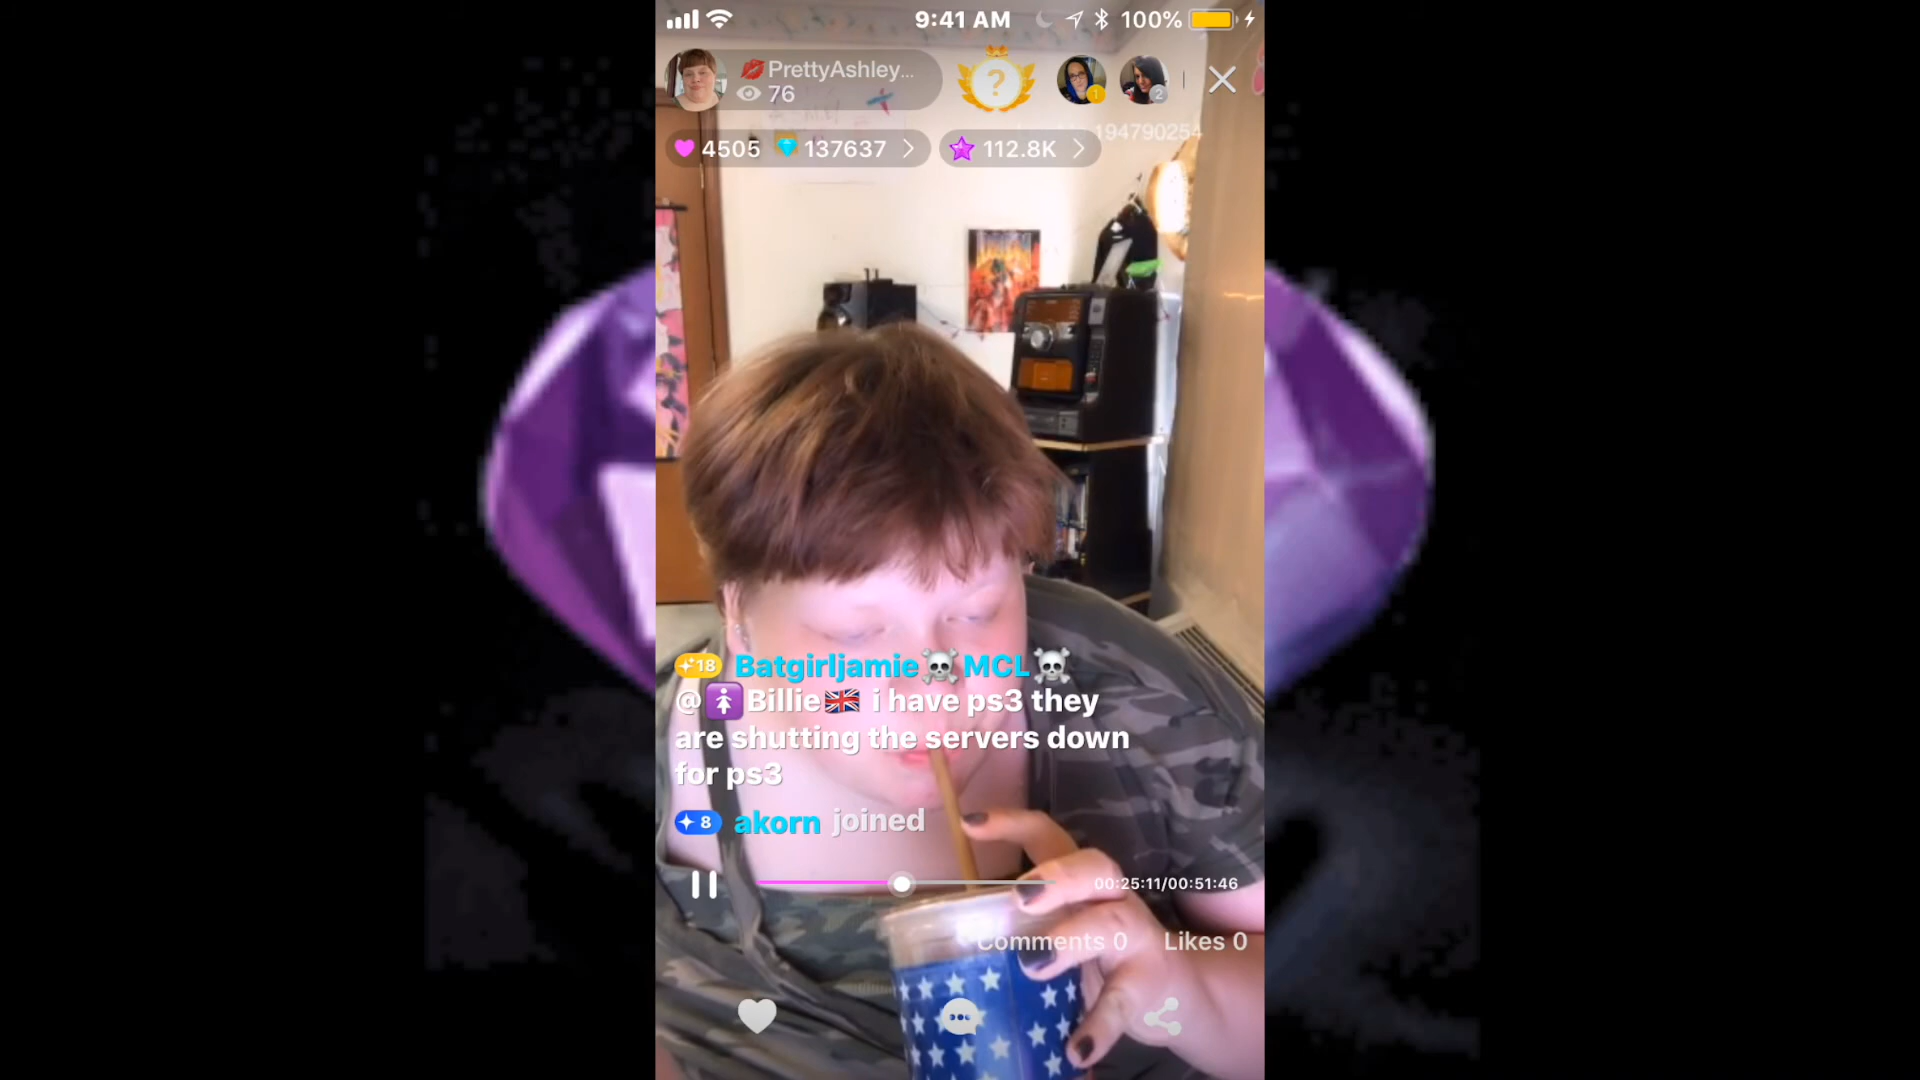 9:41 AM 100%
💋PrettyAshley...
76
?
1
2
194790254
4505 137637
112.8K
18 Batgirljamie☠️MCL☠️
@🚺Billie🇬🇧 i have ps3 they
are shutting the servers down
for ps3
8 akorn joined
00:25:11/00:51:46
Comments 0 Likes 0